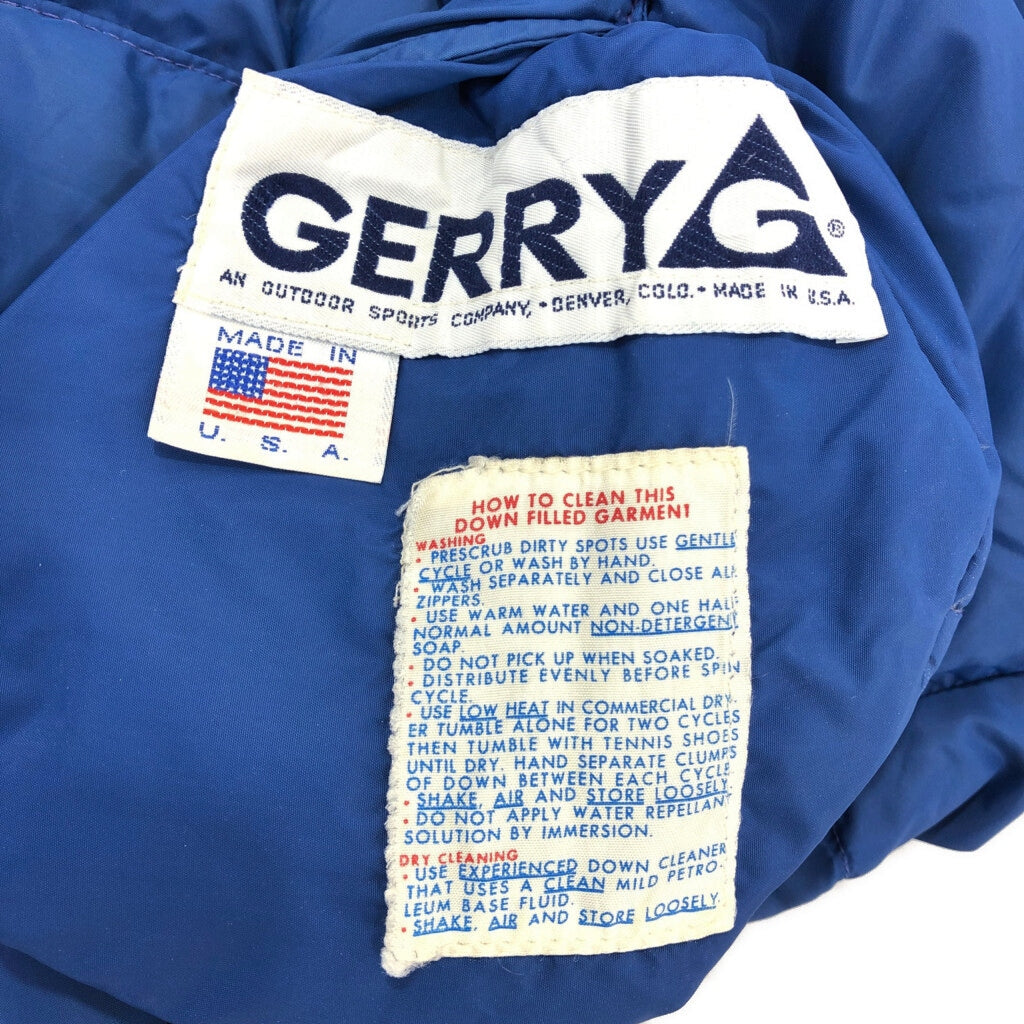 GERRY G ®
AN OUTDOOR SPORTS COMPANY, • DENVER, COLO. • MADE IN U.S.A.
MADE IN
U. S. A.
HOW TO CLEAN THIS
DOWN FILLED GARMENT
WASHING
• PRESCRUB DIRTY SPOTS USE GENTLE
CYCLE OR WASH BY HAND.
• WASH SEPARATELY AND CLOSE ALL
ZIPPERS.
• USE WARM WATER AND ONE HALF
NORMAL AMOUNT NON-DETERGENT
SOAP.
• DO NOT PICK UP WHEN SOAKED.
• DISTRIBUTE EVENLY BEFORE SPIN
CYCLE.
• USE LOW HEAT IN COMMERCIAL DRY-
ER TUMBLE ALONE FOR TWO CYCLES
THEN TUMBLE WITH TENNIS SHOES
UNTIL DRY. HAND SEPARATE CLUMPS
OF DOWN BETWEEN EACH CYCLE.
• SHAKE, AIR AND STORE LOOSELY.
• DO NOT APPLY WATER REPELLANT
SOLUTION BY IMMERSION.
DRY CLEANING
• USE EXPERIENCED DOWN CLEANER
THAT USES A CLEAN MILD PETRO-
LEUM BASE FLUID.
• SHAKE, AIR AND STORE LOOSELY.